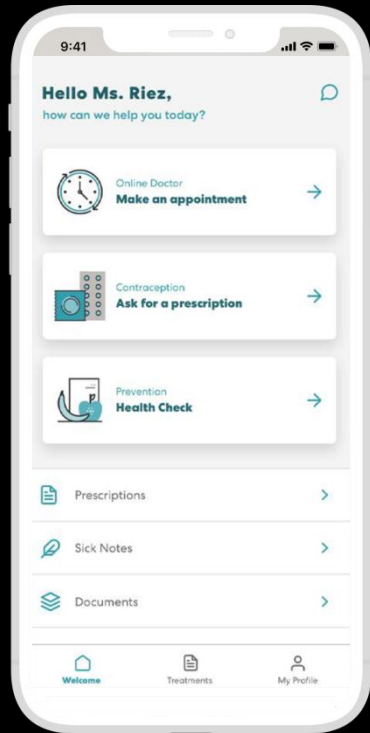 9:41
Hello Ms. Riez,
how can we help you today?
Online Doctor
Make an appointment
Contraception
Ask for a prescription
Prevention
Health Check
Prescriptions
Sick Notes
Documents
Welcome
Treatments
My Profile